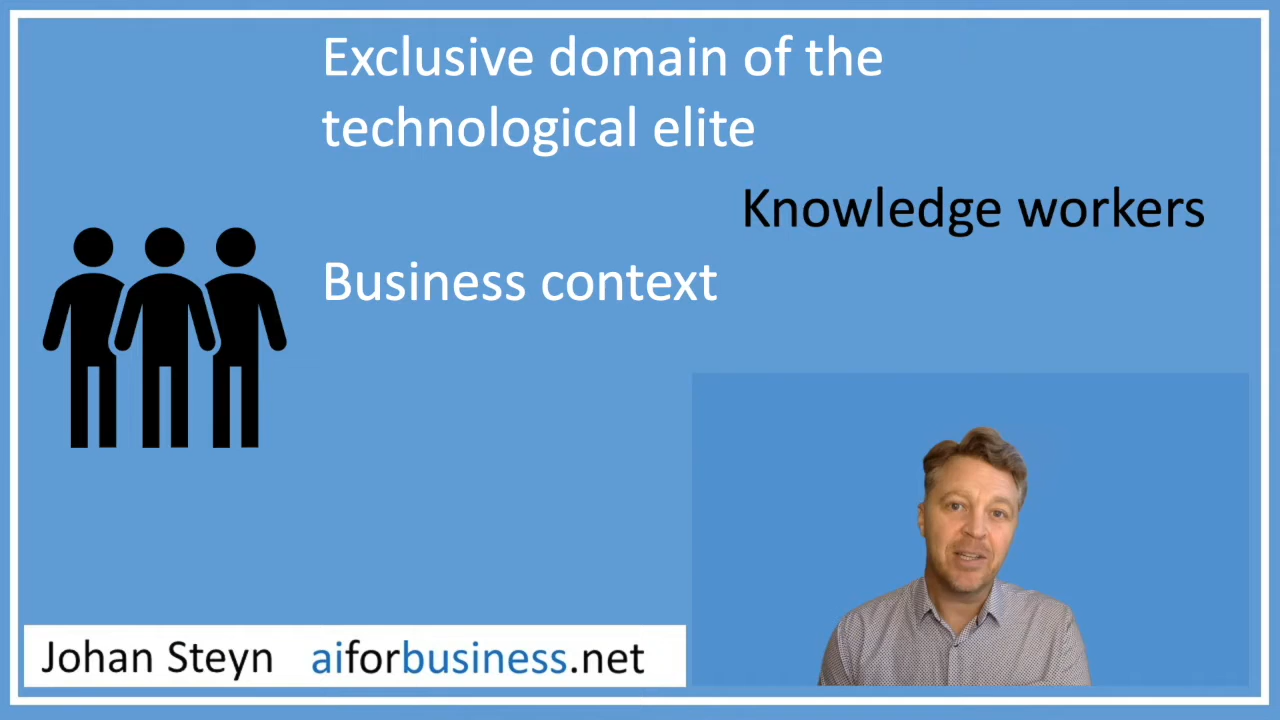 Exclusive domain of the
technological elite
Knowledge workers
Business context
Johan Steyn aiforbusiness.net